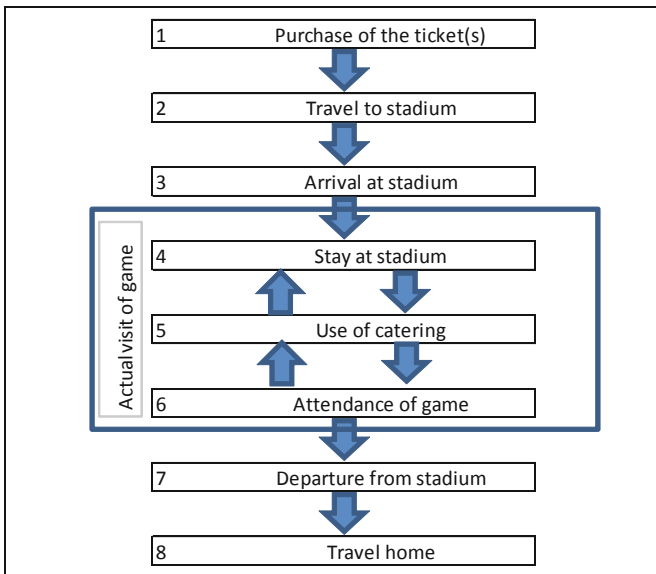 1 Purchase of the ticket(s)
2 Travel to stadium
3 Arrival at stadium
Actual visit of game
4 Stay at stadium
5 Use of catering
6 Attendance of game
7 Departure from stadium
8 Travel home